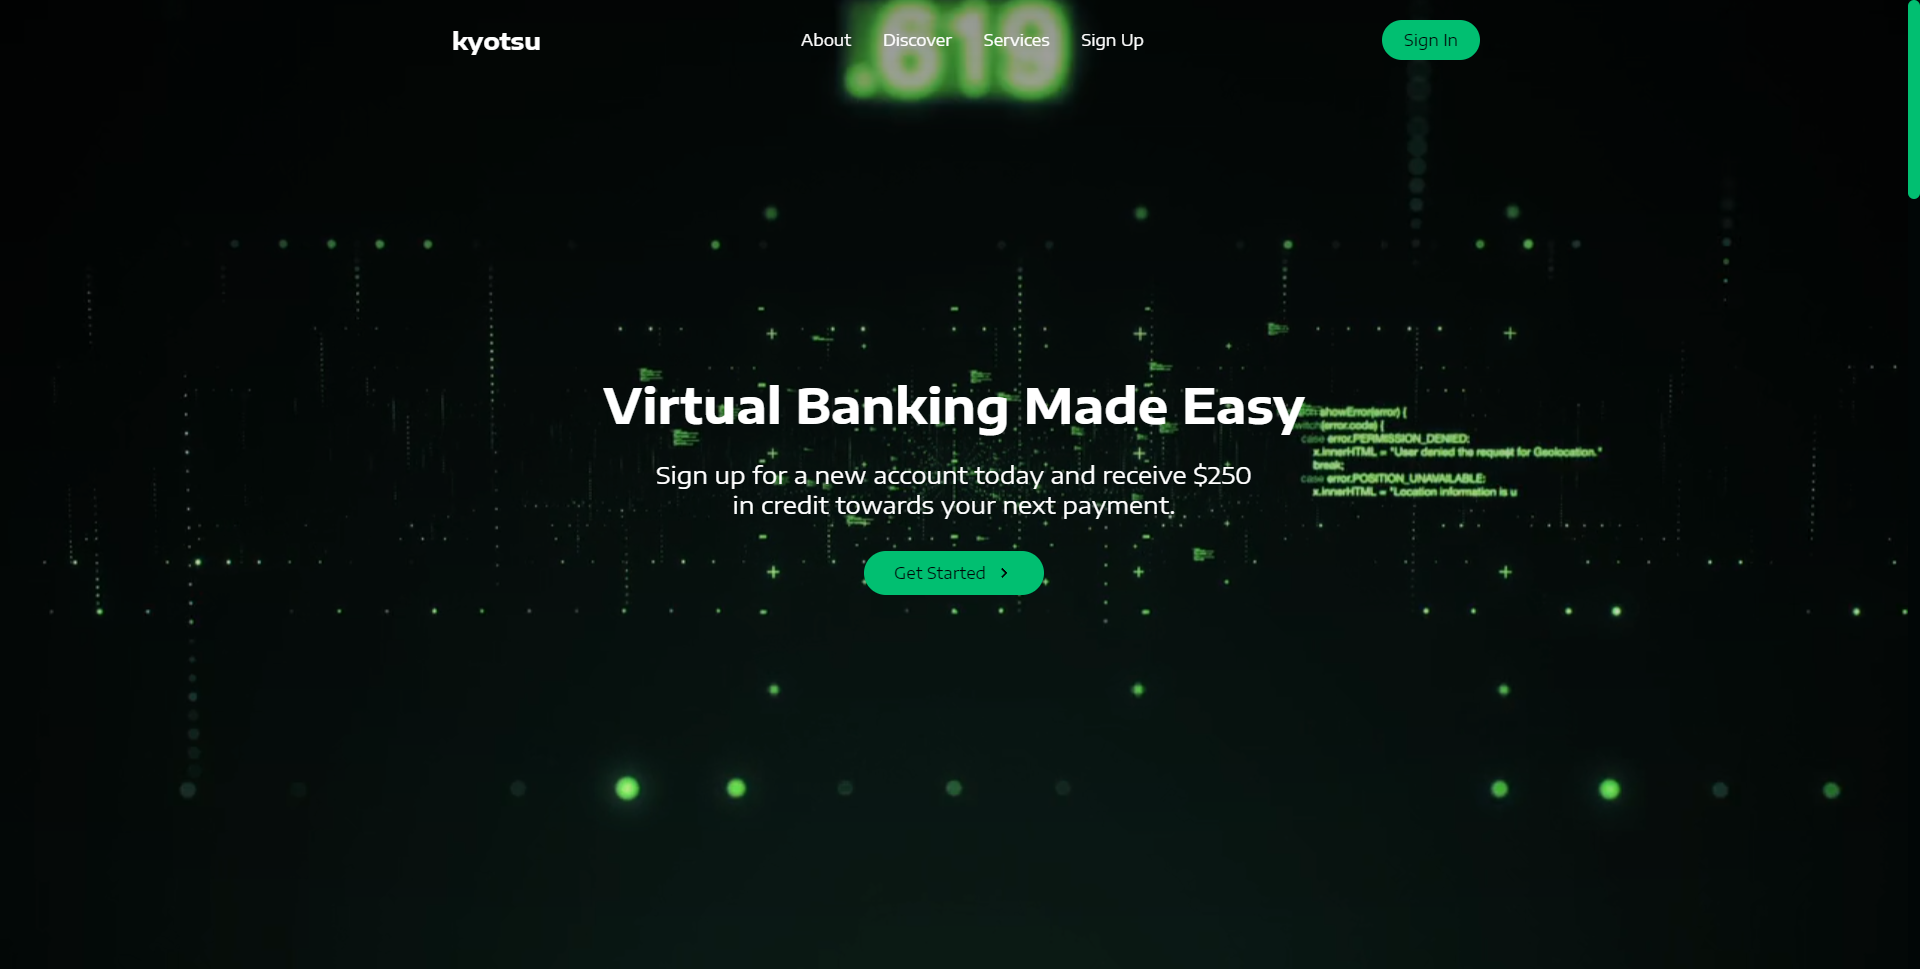 .619
kyotsu
About Discover Services Sign Up
Sign In
Virtual Banking Made Easy
showError(error) {
(error.code) {
case error.PERMISSION_DENIED:
x.innerHTML = "User denied the request for Geolocation."
break;
case error.POSITION_UNAVAILABLE:
x.innerHTML = "Location information is u
Sign up for a new account today and receive $250
in credit towards your next payment.
Get Started